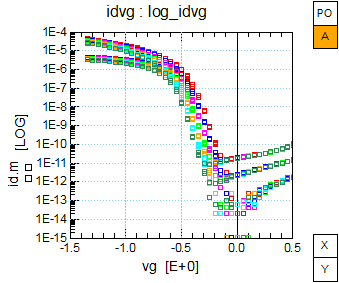 idvg : log_idvg
PO
A
1E-4
1E-5
1E-6
1E-7
1E-8
1E-9
1E-10
1E-11
1E-12
1E-13
1E-14
1E-15
id.m [LOG]
-1.5 -1.0 -0.5 0.0 0.5
vg [E+0]
X
Y